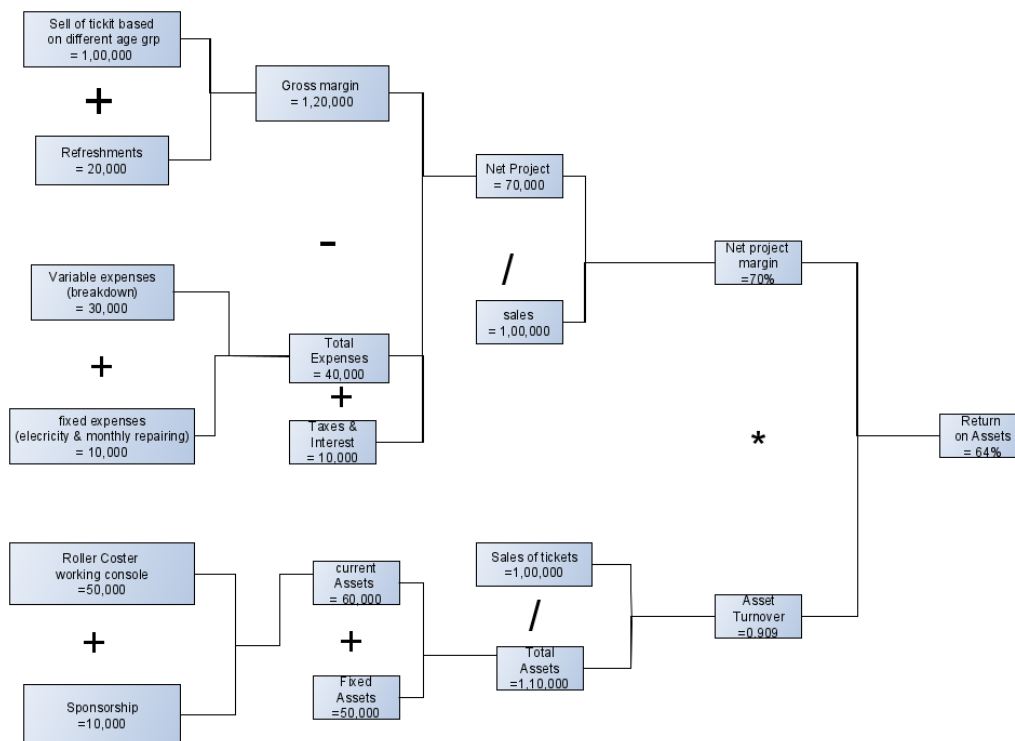 Sell of tickit based
on different age grp
= 1,00,000
+
Refreshments
= 20,000
Gross margin
= 1,20,000
-
Variable expenses
(breakdown)
= 30,000
+
fixed expenses
(elecricity & monthly repairing)
= 10,000
Total
Expenses
= 40,000
+
Taxes &
Interest
= 10,000
Net Project
= 70,000
/
sales
= 1,00,000
Net project
margin
=70%
*
Return
on Assets
= 64%
Roller Coster
working console
=50,000
+
Sponsorship
=10,000
current
Assets
= 60,000
+
Fixed
Assets
=50,000
Sales of tickets
=1,00,000
/
Total
Assets
=1,10,000
Asset
Turnover
=0.909